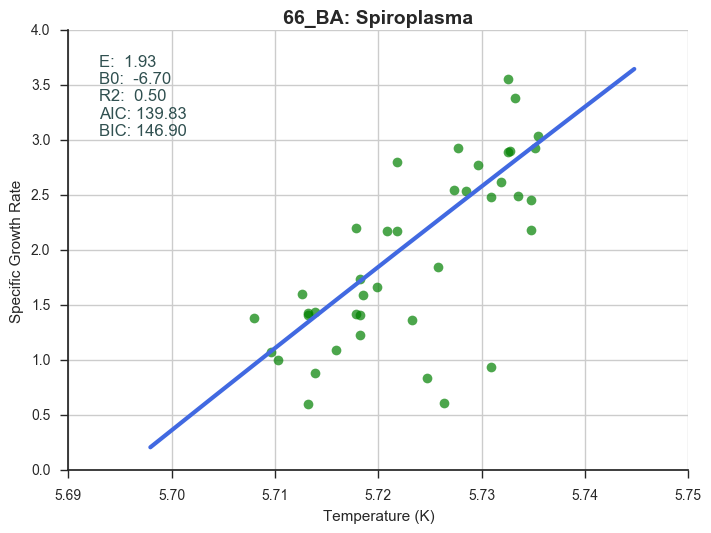 66_BA: Spiroplasma
E: 1.93
B0: -6.70
R2: 0.50
AIC: 139.83
BIC: 146.90
Specific Growth Rate
4.0
3.5
3.0
2.5
2.0
1.5
1.0
0.5
0.0
5.69 5.70 5.71 5.72 5.73 5.74 5.75
Temperature (K)